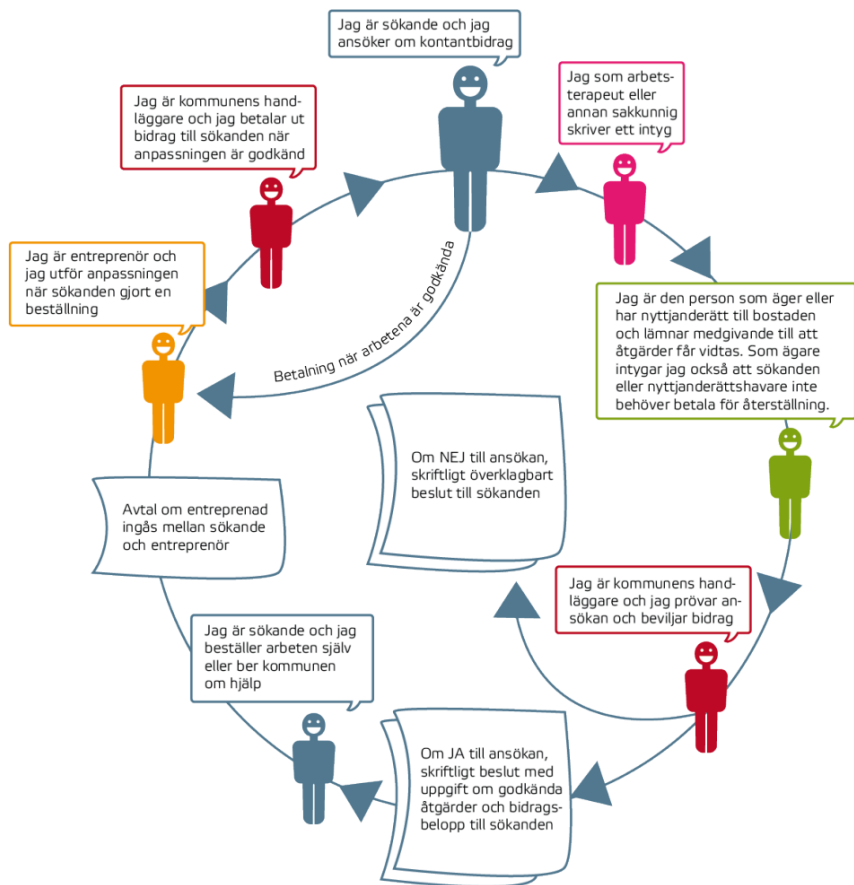 Jag är sökande och jag
ansöker om kontantbidrag
Jag som arbets-
terapeut eller
annan sakkunnig
skriver ett intyg
Jag är den person som äger eller
har nyttjanderätt till bostaden
och lämnar medgivande till att
åtgärder får vidtas. Som ägare
intygar jag också att sökanden
eller nyttjanderättshavare inte
behöver betala för återställning.
Jag är kommunens hand-
läggare och jag prövar an-
sökan och beviljar bidrag
Om NEJ till ansökan,
skriftligt överklagbart
beslut till sökanden
Om JA till ansökan,
skriftligt beslut med
uppgift om godkända
åtgärder och bidrags-
belopp till sökanden
Jag är sökande och jag
beställer arbeten själv
eller ber kommunen
om hjälp
Avtal om entreprenad
ingås mellan sökande
och entreprenör
Jag är entreprenör och
jag utför anpassningen
när sökanden gjort en
beställning
Jag är kommunens hand-
läggare och jag betalar ut
bidrag till sökanden när
anpassningen är godkänd
Betalning när arbetena är godkända